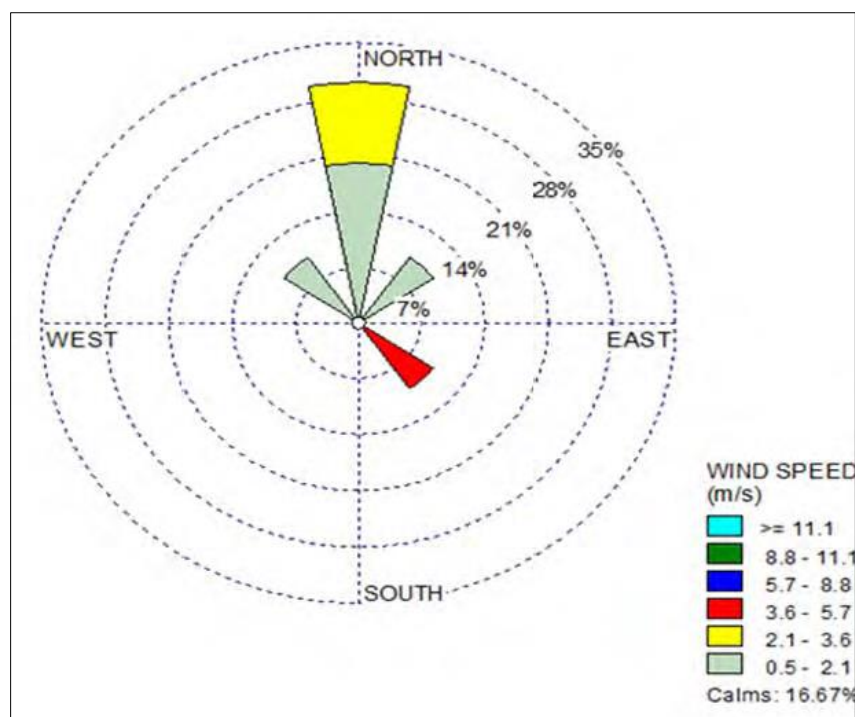 NORTH
35%
28%
21%
14%
7%
WEST
EAST
SOUTH
WIND SPEED
(m/s)
>= 11.1
8.8 - 11.1
5.7 - 8.8
3.6 - 5.7
2.1 - 3.6
0.5 - 2.1
Calms: 16.67%